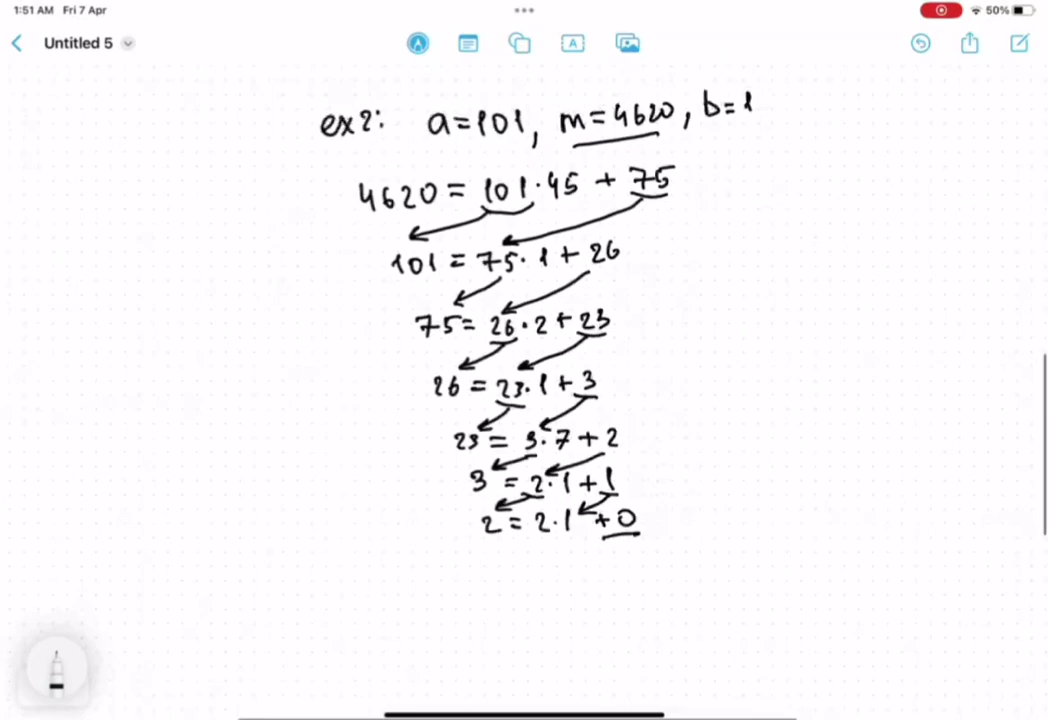 1:51 AM Fri 7 Apr
50%
Untitled 5
A
ex2: a=101, m=4620, b=1
4620 = 101·45 + 75
101 = 75·1 + 26
75 = 26·2 + 23
26 = 23·1 + 3
23 = 3·7 + 2
3 = 2·1 + 1
2 = 2·1 + 0